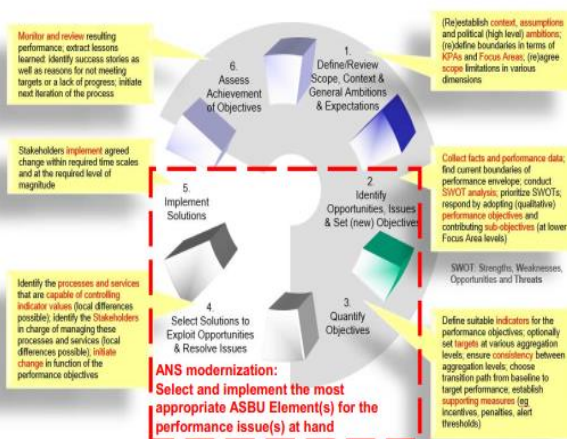 Monitor and review resulting
performance; extract lessons
learned: identify success stories as
well as reasons for not meeting
targets or a lack of progress; initiate
next iteration of the process
6.
Assess
Achievement
of Objectives
1.
Define/Review
Scope, Context &
General Ambitions
& Expectations
(Re)establish context, assumptions
and political (high level) ambitions;
(re)define boundaries in terms of
KPAs and Focus Areas; (re)agree
scope limitations in various
dimensions
Stakeholders implement agreed
change within required time scales
and at the required level of
magnitude
5.
Implement
Solutions
2.
Identify
Opportunities, Issues
& Set (new) Objectives
Collect facts and performance data;
find current boundaries of
performance envelope; conduct
SWOT analysis; prioritize SWOTs;
respond by adopting (qualitative)
performance objectives and
contributing sub-objectives (at lower
Focus Area levels)
SWOT: Strengths, Weaknesses,
Opportunities and Threats
Identify the processes and services
that are capable of controlling
indicator values (local differences
possible); identify the Stakeholders
in charge of managing these
processes and services (local
differences possible); initiate
change in function of the
performance objectives
4.
Select Solutions to
Exploit Opportunities
& Resolve Issues
3.
Quantify
Objectives
Define suitable indicators for the
performance objectives; optionally
set targets at various aggregation
levels; ensure consistency between
aggregation levels; choose
transition path from baseline to
target performance; establish
supporting measures (eg
incentives, penalties, alert
thresholds)
ANS modernization:
Select and implement the most
appropriate ASBU Element(s) for the
performance issue(s) at hand